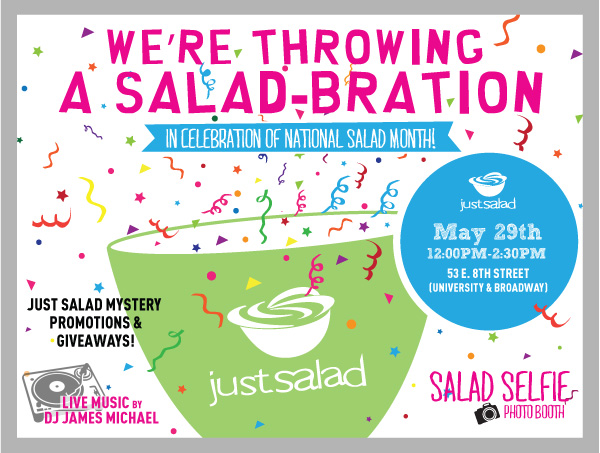 WE'RE THROWING
A SALAD-BRATION
IN CELEBRATION OF NATIONAL SALAD MONTH!
just salad
May 29th
12:00PM-2:30PM
53 E. 8TH STREET
(UNIVERSITY & BROADWAY)
JUST SALAD MYSTERY
PROMOTIONS &
GIVEAWAYS!
just salad
LIVE MUSIC BY
DJ JAMES MICHAEL
SALAD SELFIE
PHOTO BOOTH